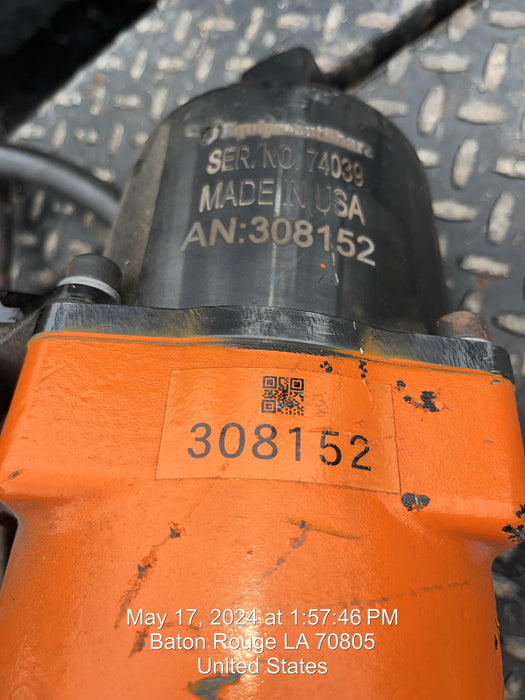 EquipmentShare
SER. NO. 74039
MADE IN USA
AN:308152
308152
May 17, 2024 at 1:57:46 PM
Baton Rouge LA 70805
United States